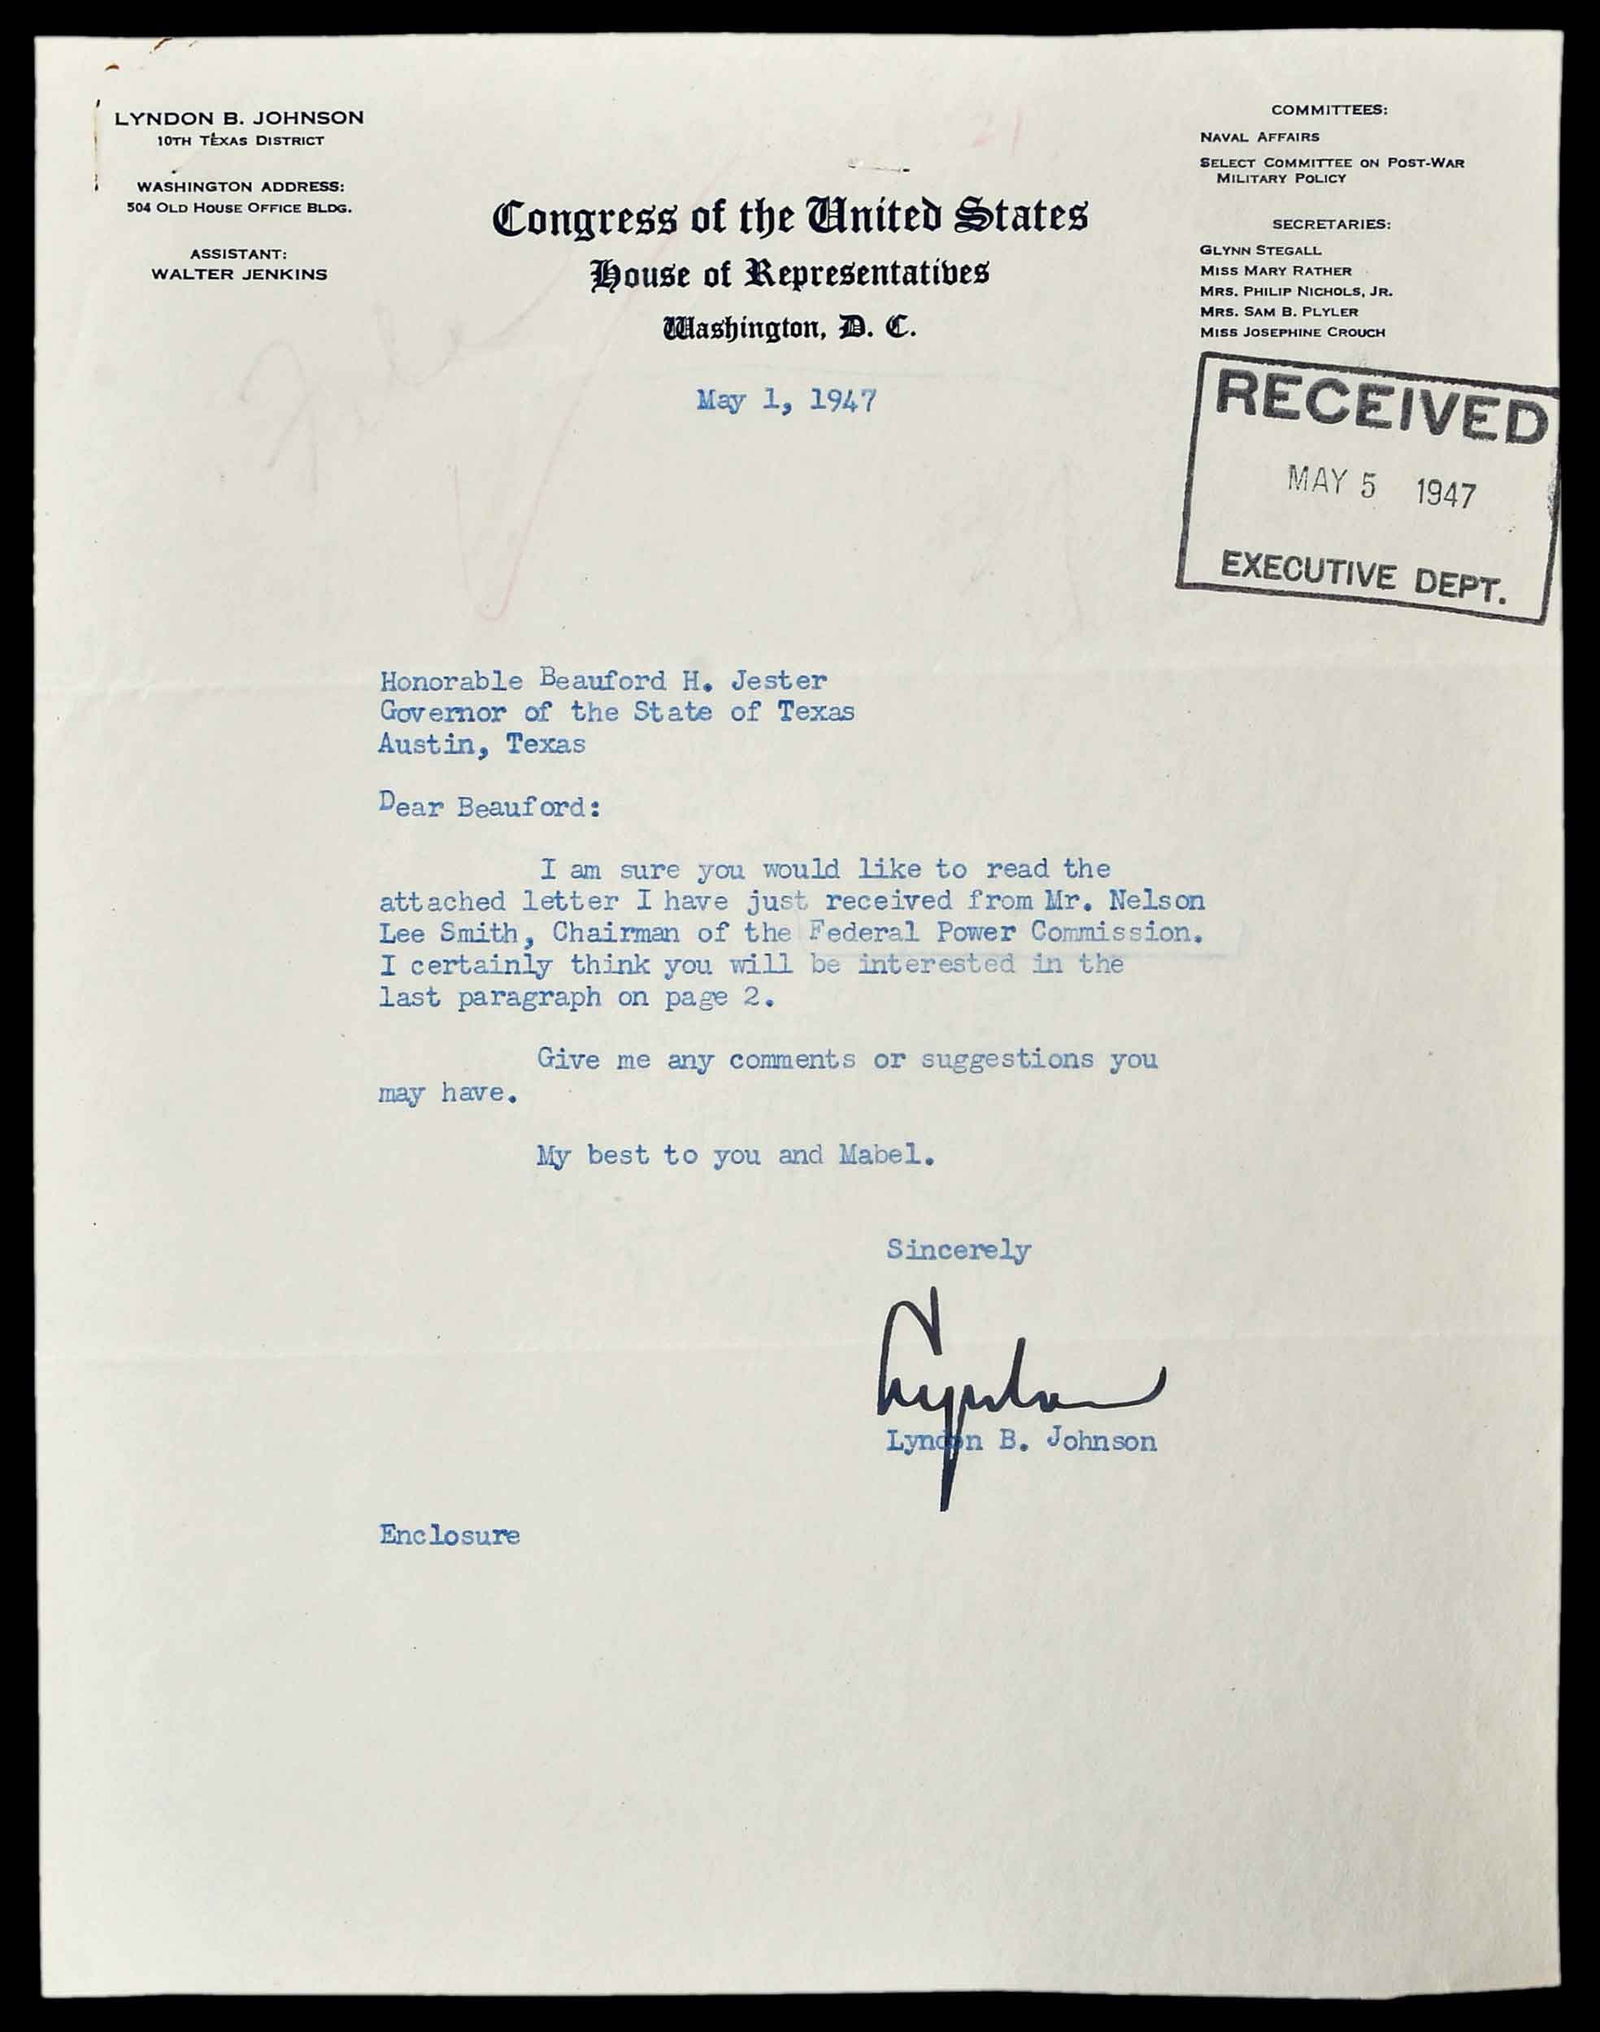 LYNDON B. JOHNSON
10TH TEXAS DISTRICT
WASHINGTON ADDRESS:
504 OLD HOUSE OFFICE BLDG.
ASSISTANT:
WALTER JENKINS
Congress of the United States
House of Representatives
Washington, D. C.
COMMITTEES:
NAVAL AFFAIRS
SELECT COMMITTEE ON POST-WAR
MILITARY POLICY
SECRETARIES:
GLYNN STEGALL
MISS MARY RATHER
MRS. PHILIP NICHOLS, JR.
MRS. SAM B. PLYLER
MISS JOSEPHINE CROUCH
May 1, 1947
RECEIVED
MAY 5 1947
EXECUTIVE DEPT.
Honorable Beauford H. Jester
Governor of the State of Texas
Austin, Texas
Dear Beauford:
I am sure you would like to read the
attached letter I have just received from Mr. Nelson
Lee Smith, Chairman of the Federal Power Commission.
I certainly think you will be interested in the
last paragraph on page 2.
Give me any comments or suggestions you
may have.
My best to you and Mabel.
Sincerely
Lyndon
Lyndon B. Johnson
Enclosure